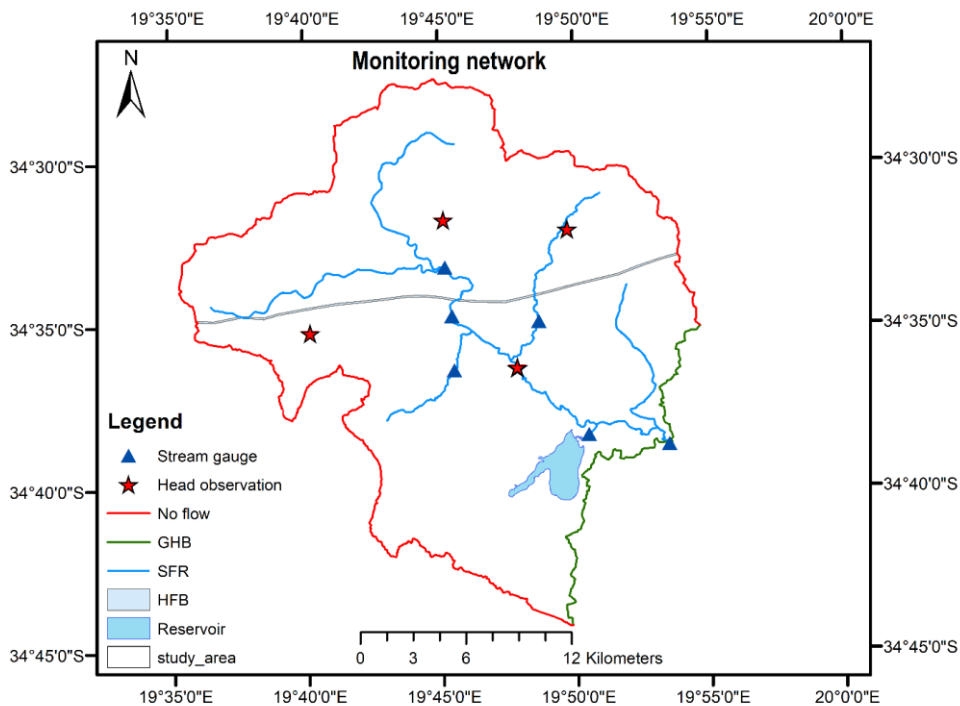 19°35'0"E 19°40'0"E 19°45'0"E 19°50'0"E 19°55'0"E 20°0'0"E
Monitoring network
N
34°30'0"S 34°30'0"S
34°35'0"S 34°35'0"S
34°40'0"S 34°40'0"S
34°45'0"S 34°45'0"S
Legend
Stream gauge
Head observation
No flow
GHB
SFR
HFB
Reservoir
study_area
0 3 6 12 Kilometers
19°35'0"E 19°40'0"E 19°45'0"E 19°50'0"E 19°55'0"E 20°0'0"E